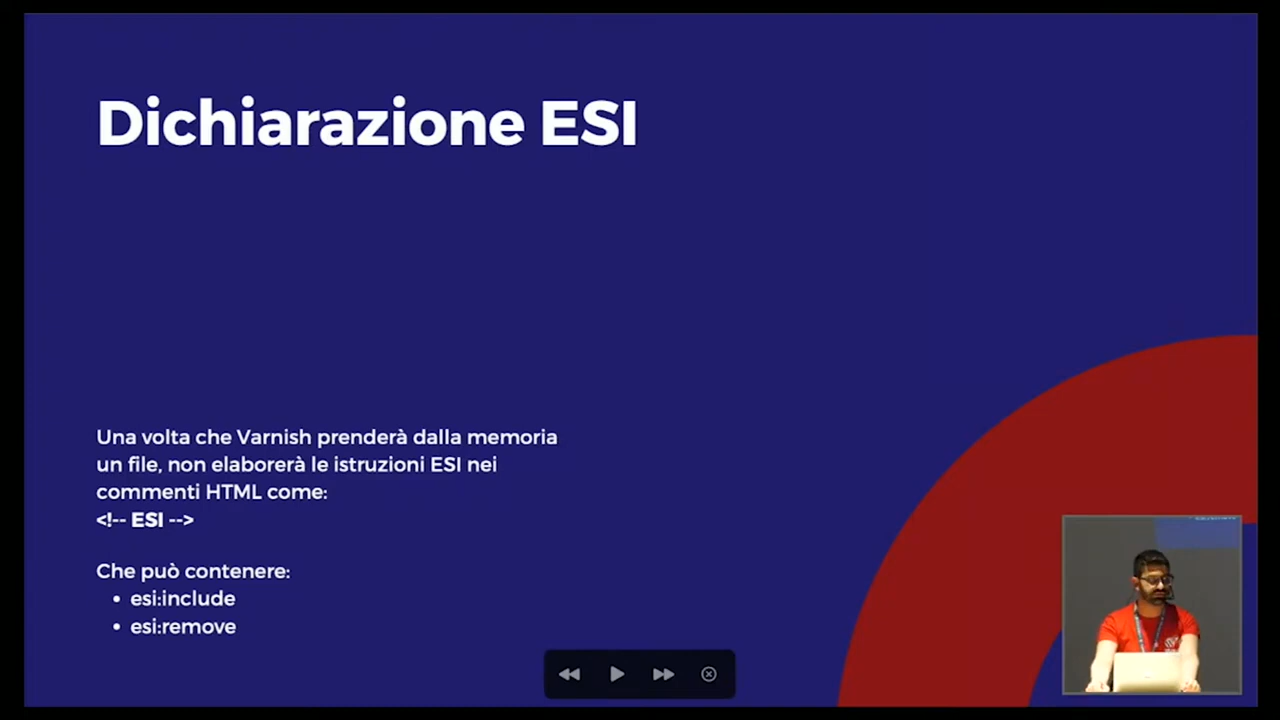 Dichiarazione ESI
Una volta che Varnish prenderà dalla memoria
un file, non elaborerà le istruzioni ESI nei
commenti HTML come:
<!-- ESI -->
Che può contenere:
• esi:include
• esi:remove